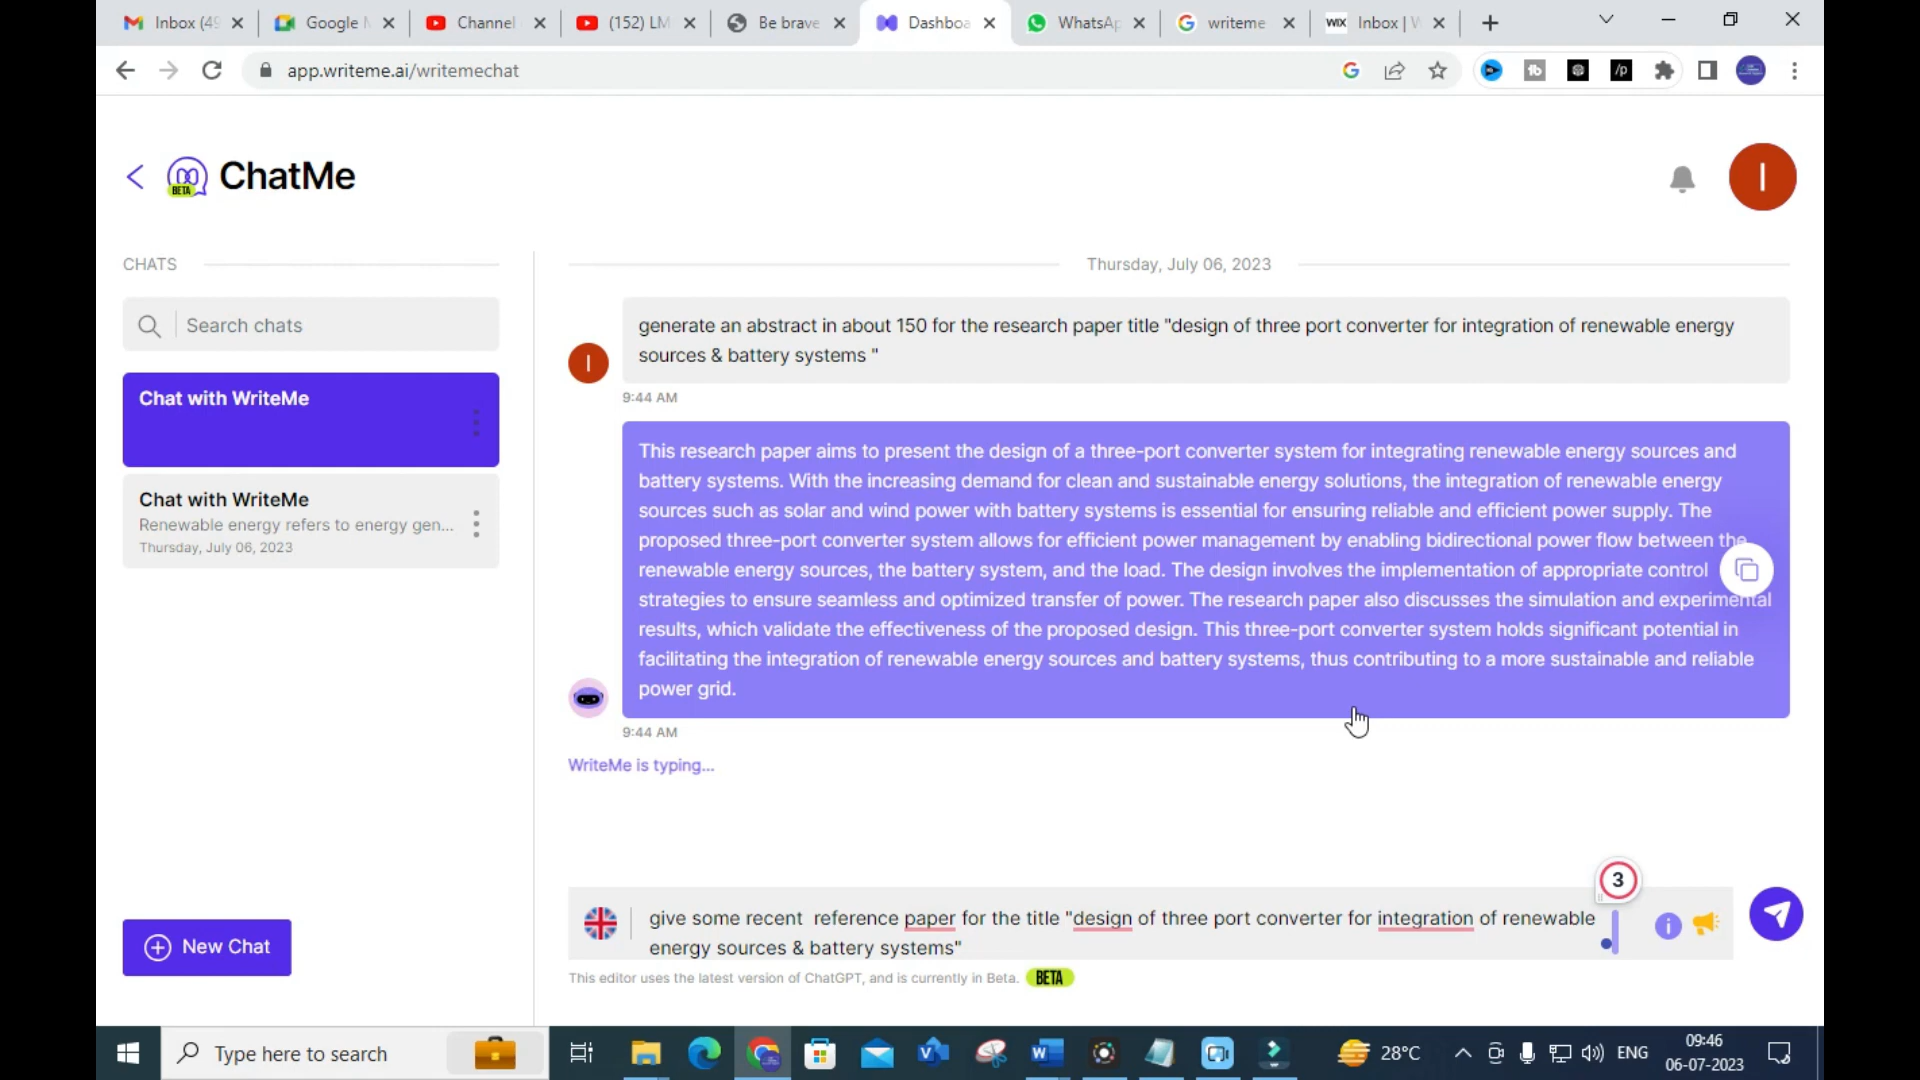 Inbox (49
Google M
Channel
(152) LM
Be brave
Dashboa
WhatsAp
writeme
WIX Inbox | W
app.writeme.ai/writemechat
tb
/p
BETA
ChatMe
I
CHATS
Thursday, July 06, 2023
Search chats
generate an abstract in about 150 for the research paper title "design of three port converter for integration of renewable energy
sources & battery systems "
I
9:44 AM
Chat with WriteMe
Chat with WriteMe
Renewable energy refers to energy gen...
Thursday, July 06, 2023
This research paper aims to present the design of a three-port converter system for integrating renewable energy sources and
battery systems. With the increasing demand for clean and sustainable energy solutions, the integration of renewable energy
sources such as solar and wind power with battery systems is essential for ensuring reliable and efficient power supply. The
proposed three-port converter system allows for efficient power management by enabling bidirectional power flow between the
renewable energy sources, the battery system, and the load. The design involves the implementation of appropriate control
strategies to ensure seamless and optimized transfer of power. The research paper also discusses the simulation and experimental
results, which validate the effectiveness of the proposed design. This three-port converter system holds significant potential in
facilitating the integration of renewable energy sources and battery systems, thus contributing to a more sustainable and reliable
power grid.
9:44 AM
WriteMe is typing...
3
give some recent  reference paper for the title "design of three port converter for integration of renewable
energy sources & battery systems"
New Chat
This editor uses the latest version of ChatGPT, and is currently in Beta. BETA
Type here to search
28°C
ENG
09:46
06-07-2023